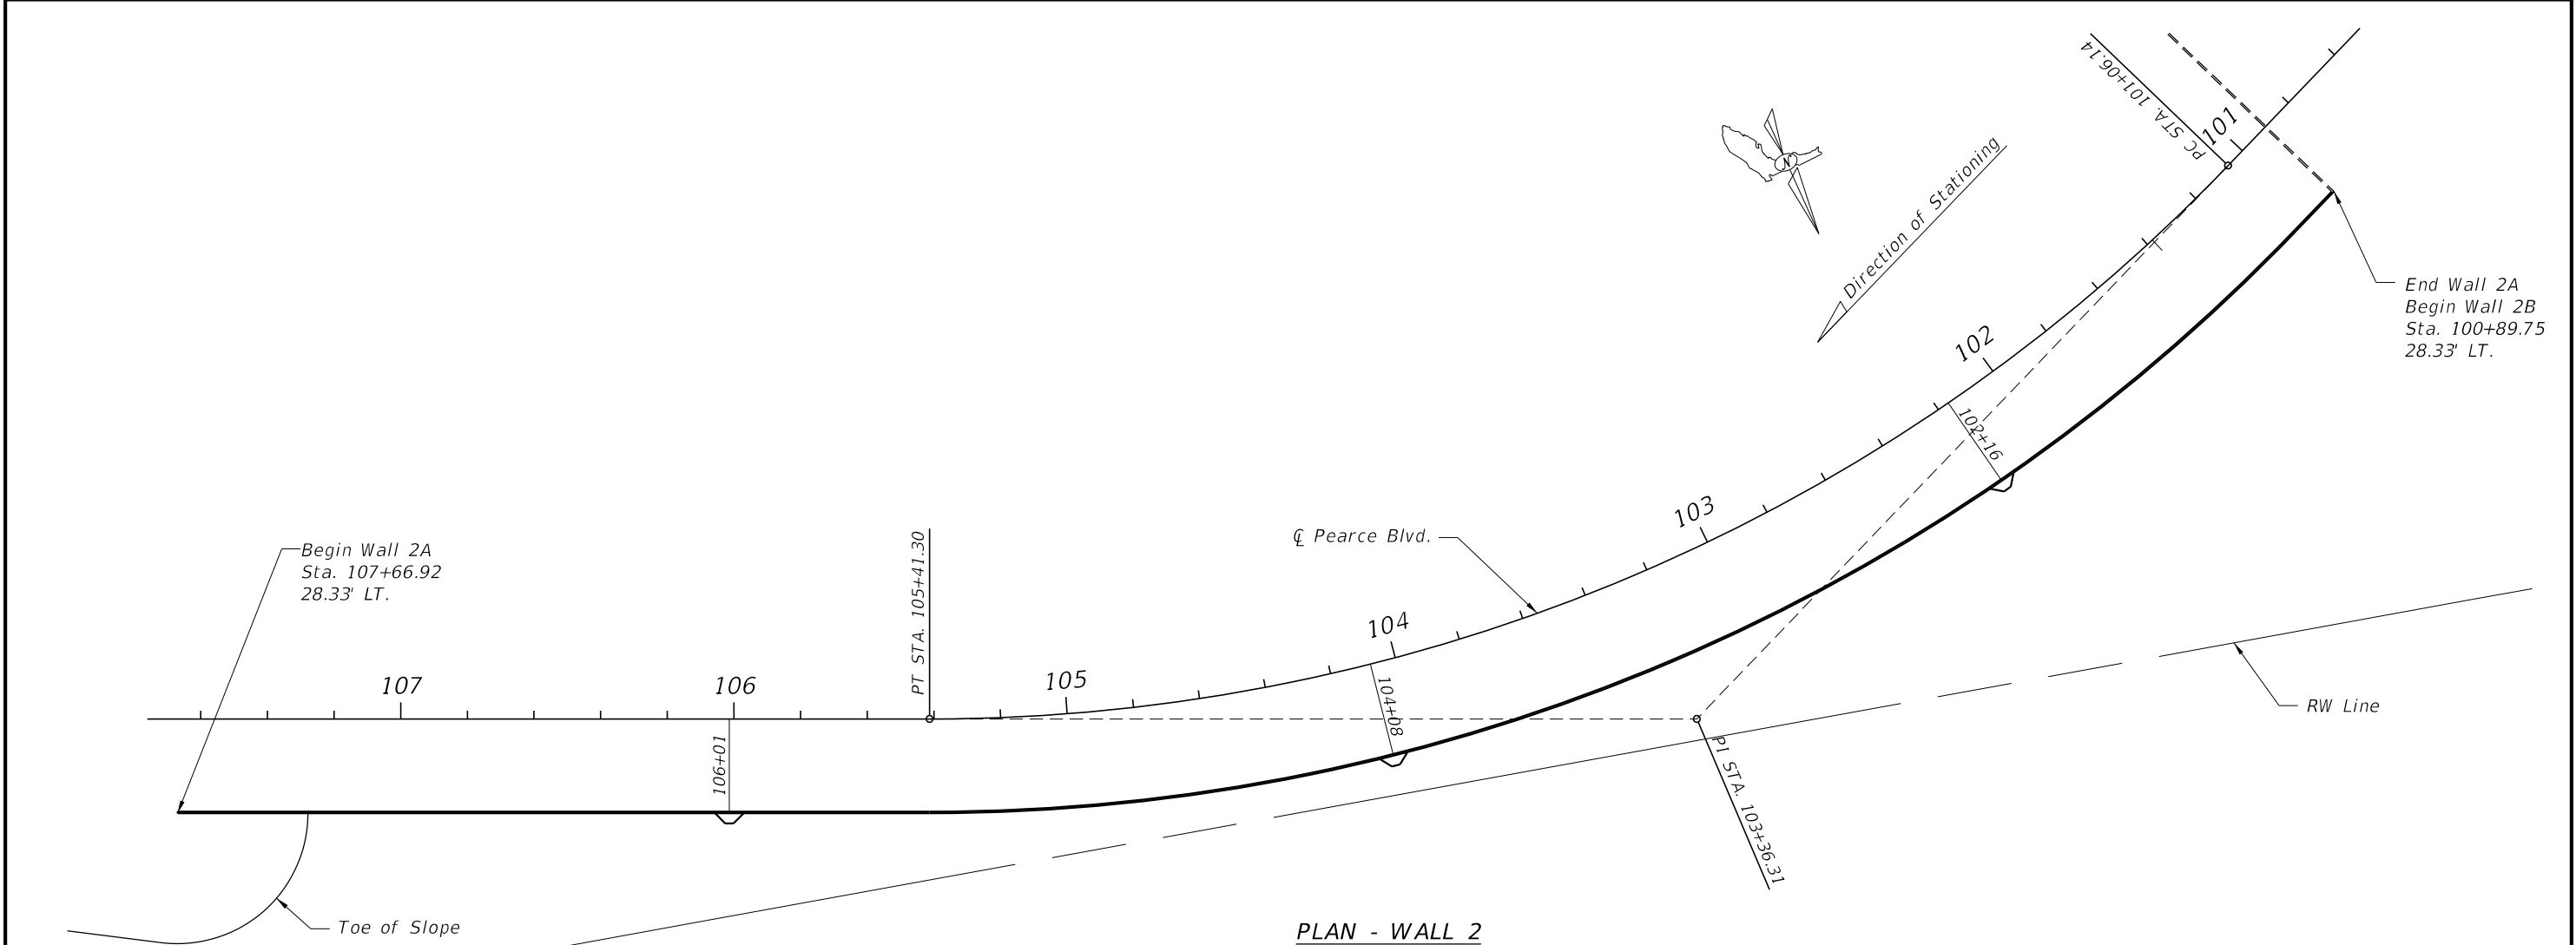 PC STA. 101+06.14
101
N
Direction of Stationing
End Wall 2A
Begin Wall 2B
Sta. 100+89.75
28.33' LT.
102
102+16
103
℄ Pearce Blvd.
Begin Wall 2A
Sta. 107+66.92
28.33' LT.
PT STA. 105+41.30
104
104+08
105
106
107
106+01
RW Line
PI STA. 103+36.31
Toe of Slope
PLAN - WALL 2